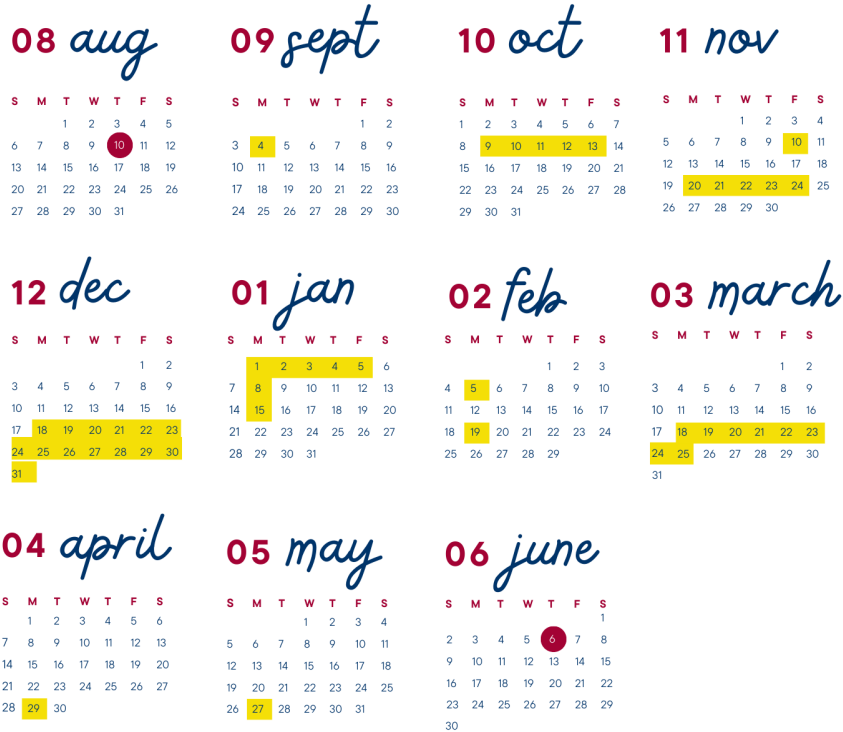 08 aug
S M T W T F S
1 2 3 4 5
6 7 8 9 10 11 12
13 14 15 16 17 18 19
20 21 22 23 24 25 26
27 28 29 30 31
09 sept
S M T W T F S
1 2
3 4 5 6 7 8 9
10 11 12 13 14 15 16
17 18 19 20 21 22 23
24 25 26 27 28 29 30
10 oct
S M T W T F S
1 2 3 4 5 6 7
8 9 10 11 12 13 14
15 16 17 18 19 20 21
22 23 24 25 26 27 28
29 30 31
11 nov
S M T W T F S
1 2 3 4
5 6 7 8 9 10 11
12 13 14 15 16 17 18
19 20 21 22 23 24 25
26 27 28 29 30
12 dec
S M T W T F S
1 2
3 4 5 6 7 8 9
10 11 12 13 14 15 16
17 18 19 20 21 22 23
24 25 26 27 28 29 30
31
01 jan
S M T W T F S
1 2 3 4 5 6
7 8 9 10 11 12 13
14 15 16 17 18 19 20
21 22 23 24 25 26 27
28 29 30 31
02 feb
S M T W T F S
1 2 3
4 5 6 7 8 9 10
11 12 13 14 15 16 17
18 19 20 21 22 23 24
25 26 27 28 29
03 march
S M T W T F S
1 2
3 4 5 6 7 8 9
10 11 12 13 14 15 16
17 18 19 20 21 22 23
24 25 26 27 28 29 30
31
04 april
S M T W T F S
1 2 3 4 5 6
7 8 9 10 11 12 13
14 15 16 17 18 19 20
21 22 23 24 25 26 27
28 29 30
05 may
S M T W T F S
1 2 3 4
5 6 7 8 9 10 11
12 13 14 15 16 17 18
19 20 21 22 23 24 25
26 27 28 29 30 31
06 june
S M T W T F S
1
2 3 4 5 6 7 8
9 10 11 12 13 14 15
16 17 18 19 20 21 22
23 24 25 26 27 28 29
30